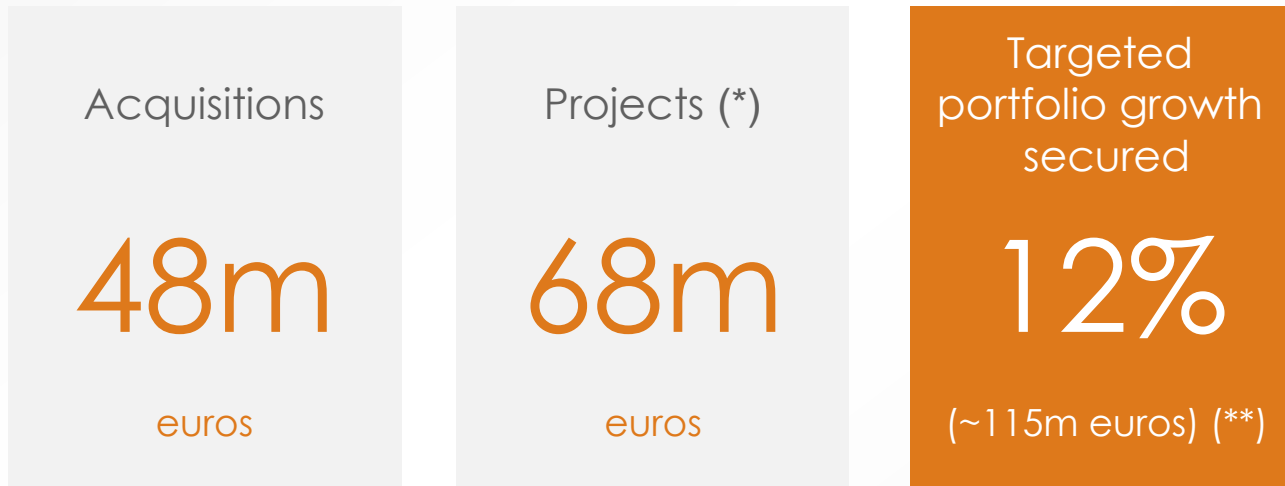 Acquisitions
48m
euros
Projects (*)
68m
euros
Targeted
portfolio growth
secured
12%
(~115m euros) (**)